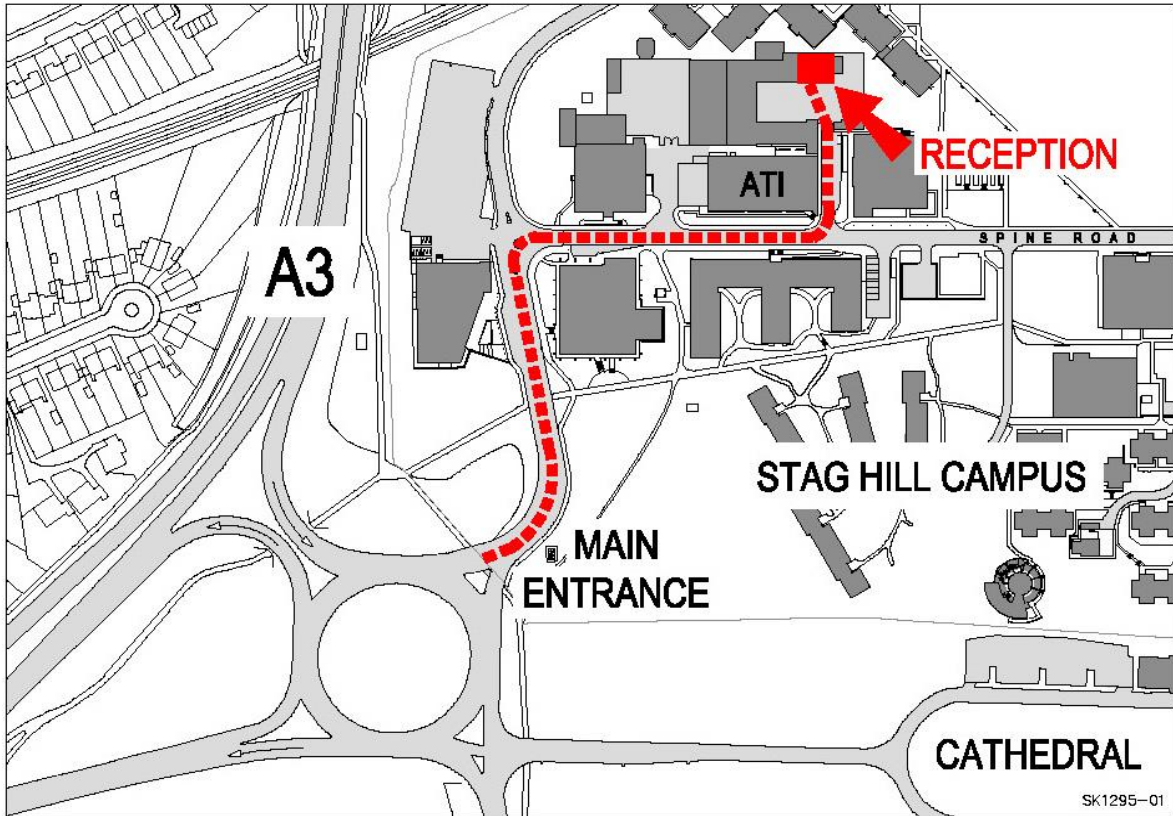 RECEPTION
ATI
SPINE ROAD
A3
STAG HILL CAMPUS
MAIN
ENTRANCE
CATHEDRAL
SK1295-01